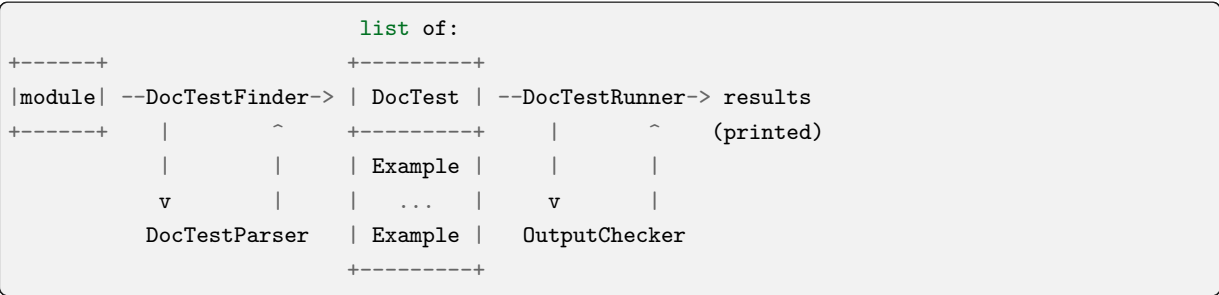 list of:
+------+                   +---------+
|module| --DocTestFinder-> | DocTest | --DocTestRunner-> results
+------+    |        ^     +---------+     |       ^    (printed)
            |        |     | Example |     |       |
            v        |     |   ...   |     v       |
           DocTestParser   | Example |   OutputChecker
                           +---------+